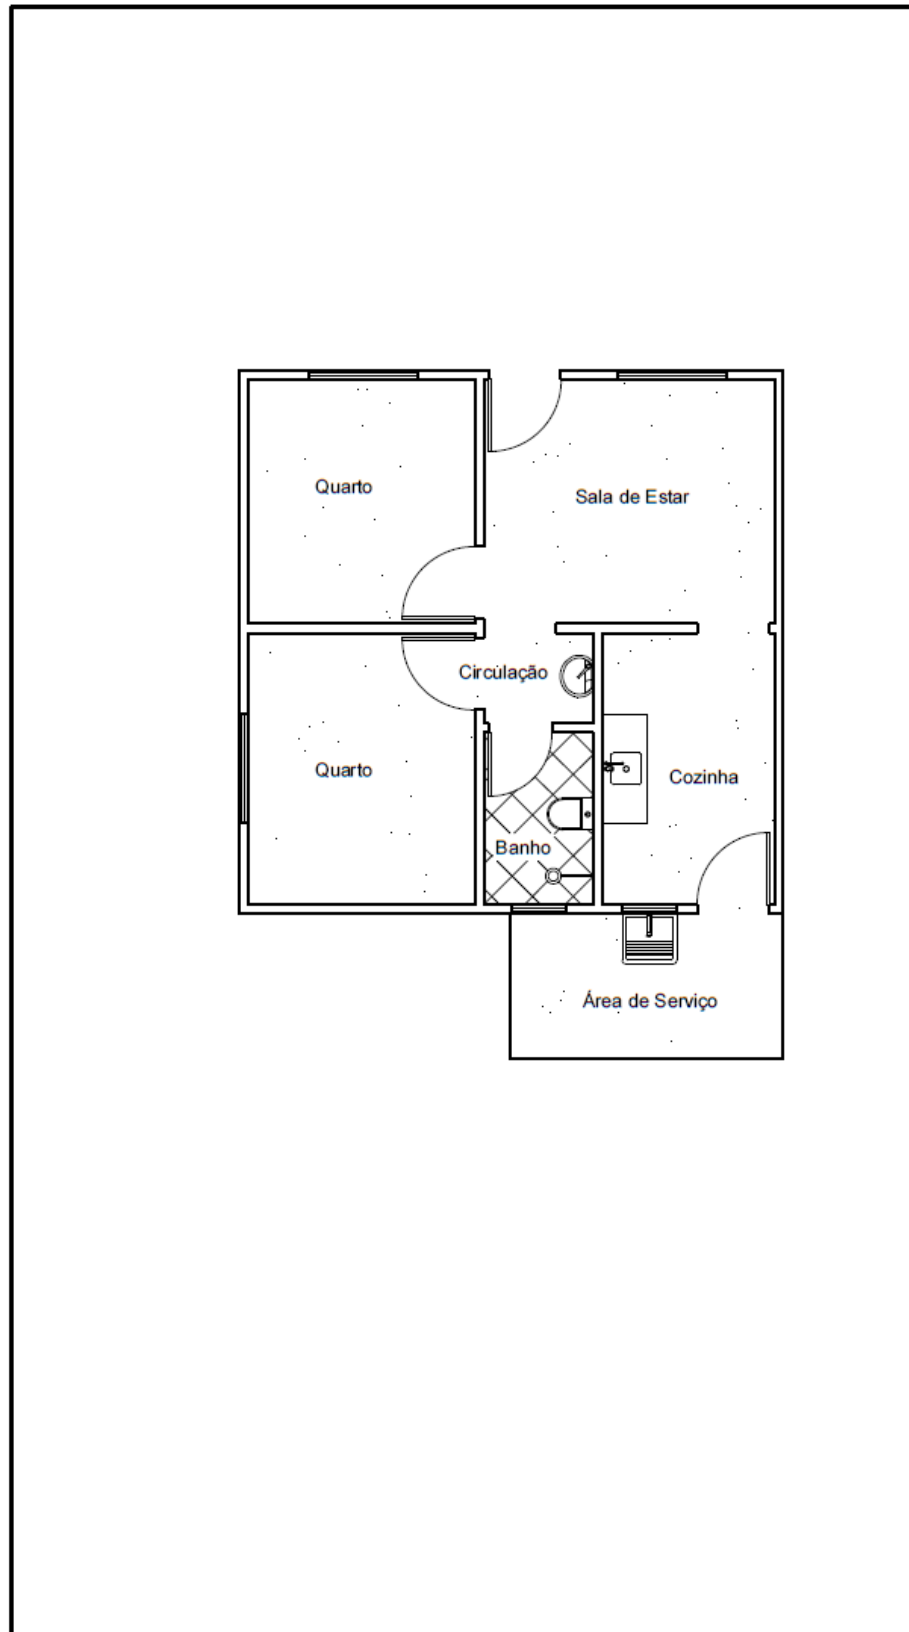 Quarto
Sala de Estar
Circulação
Quarto
Cozinha
Banho
Área de Serviço